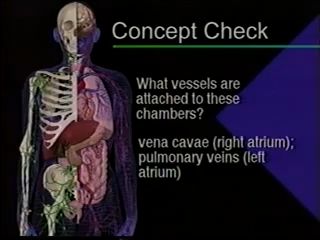 Concept Check
What vessels are
attached to these
chambers?
vena cavae (right atrium);
pulmonary veins (left
atrium)